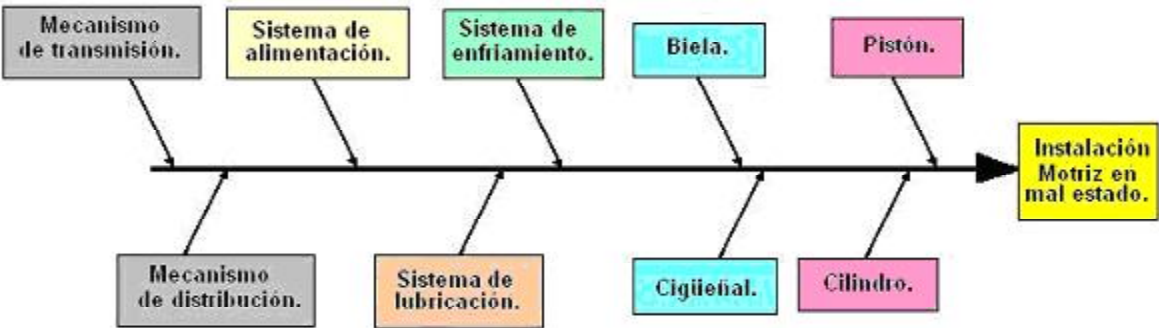 Mecanismo
de transmisión.
Sistema de
alimentación.
Sistema de
enfriamiento.
Biela.
Pistón.
Instalación
Motriz en
mal estado.
Mecanismo
de distribución.
Sistema de
lubricación.
Cigüeñal.
Cilindro.